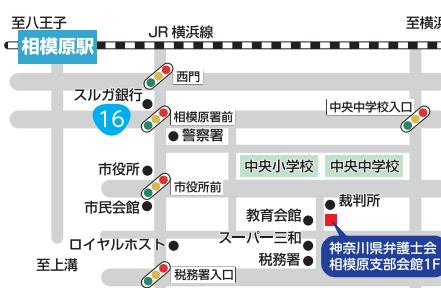 至八王子
至横浜
JR 横浜線
相模原駅
西門
スルガ銀行
中央中学校入口
16
相模原署前
警察署
中央小学校
中央中学校
市役所
市役所前
裁判所
市民会館
教育会館
スーパー三和
ロイヤルホスト
神奈川県弁護士会
相模原支部会館1F
税務署
至上溝
税務署入口